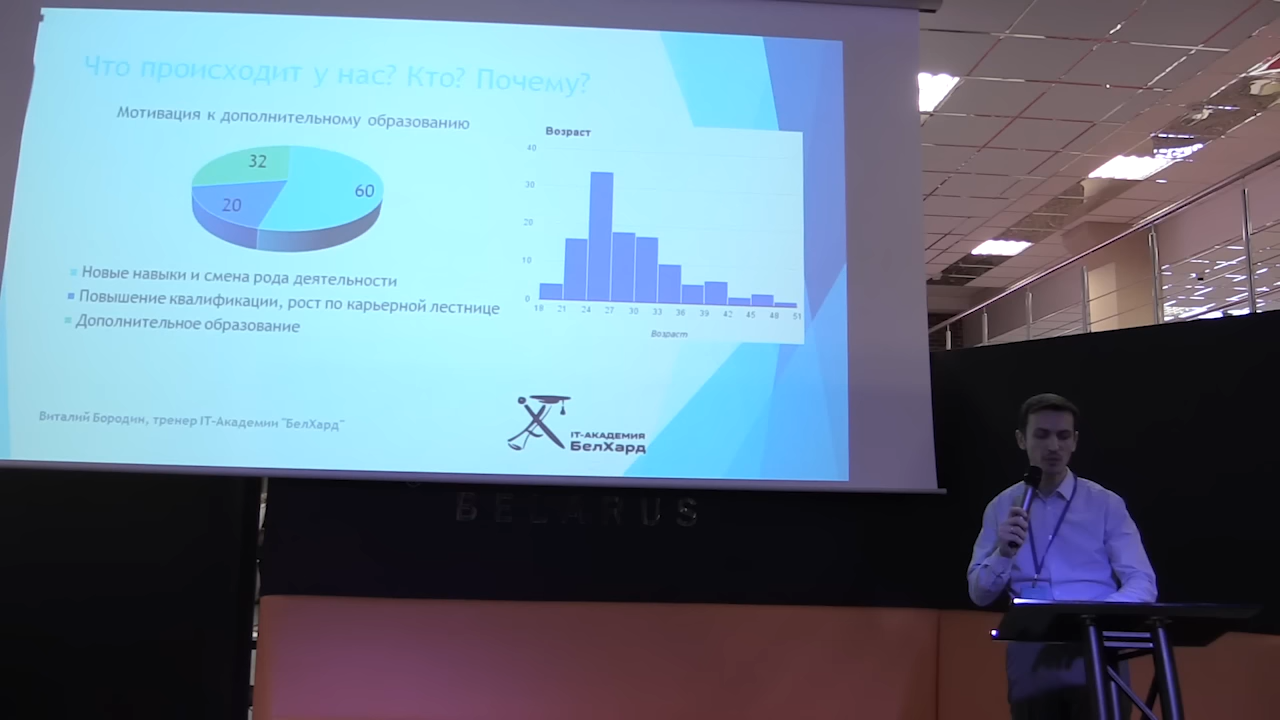 Что происходит у нас? Кто? Почему?
Мотивация к дополнительному образованию
32
60
20
Новые навыки и смена рода деятельности
Повышение квалификации, рост по карьерной лестнице
Дополнительное образование
Возраст
40
30
20
10
0
18 21 24 27 30 33 36 39 42 45 48 51
Возраст
Виталий Бородин, тренер IT-Академии "БелХард"
IT-АКАДЕМИЯ
БелХард
BELARUS